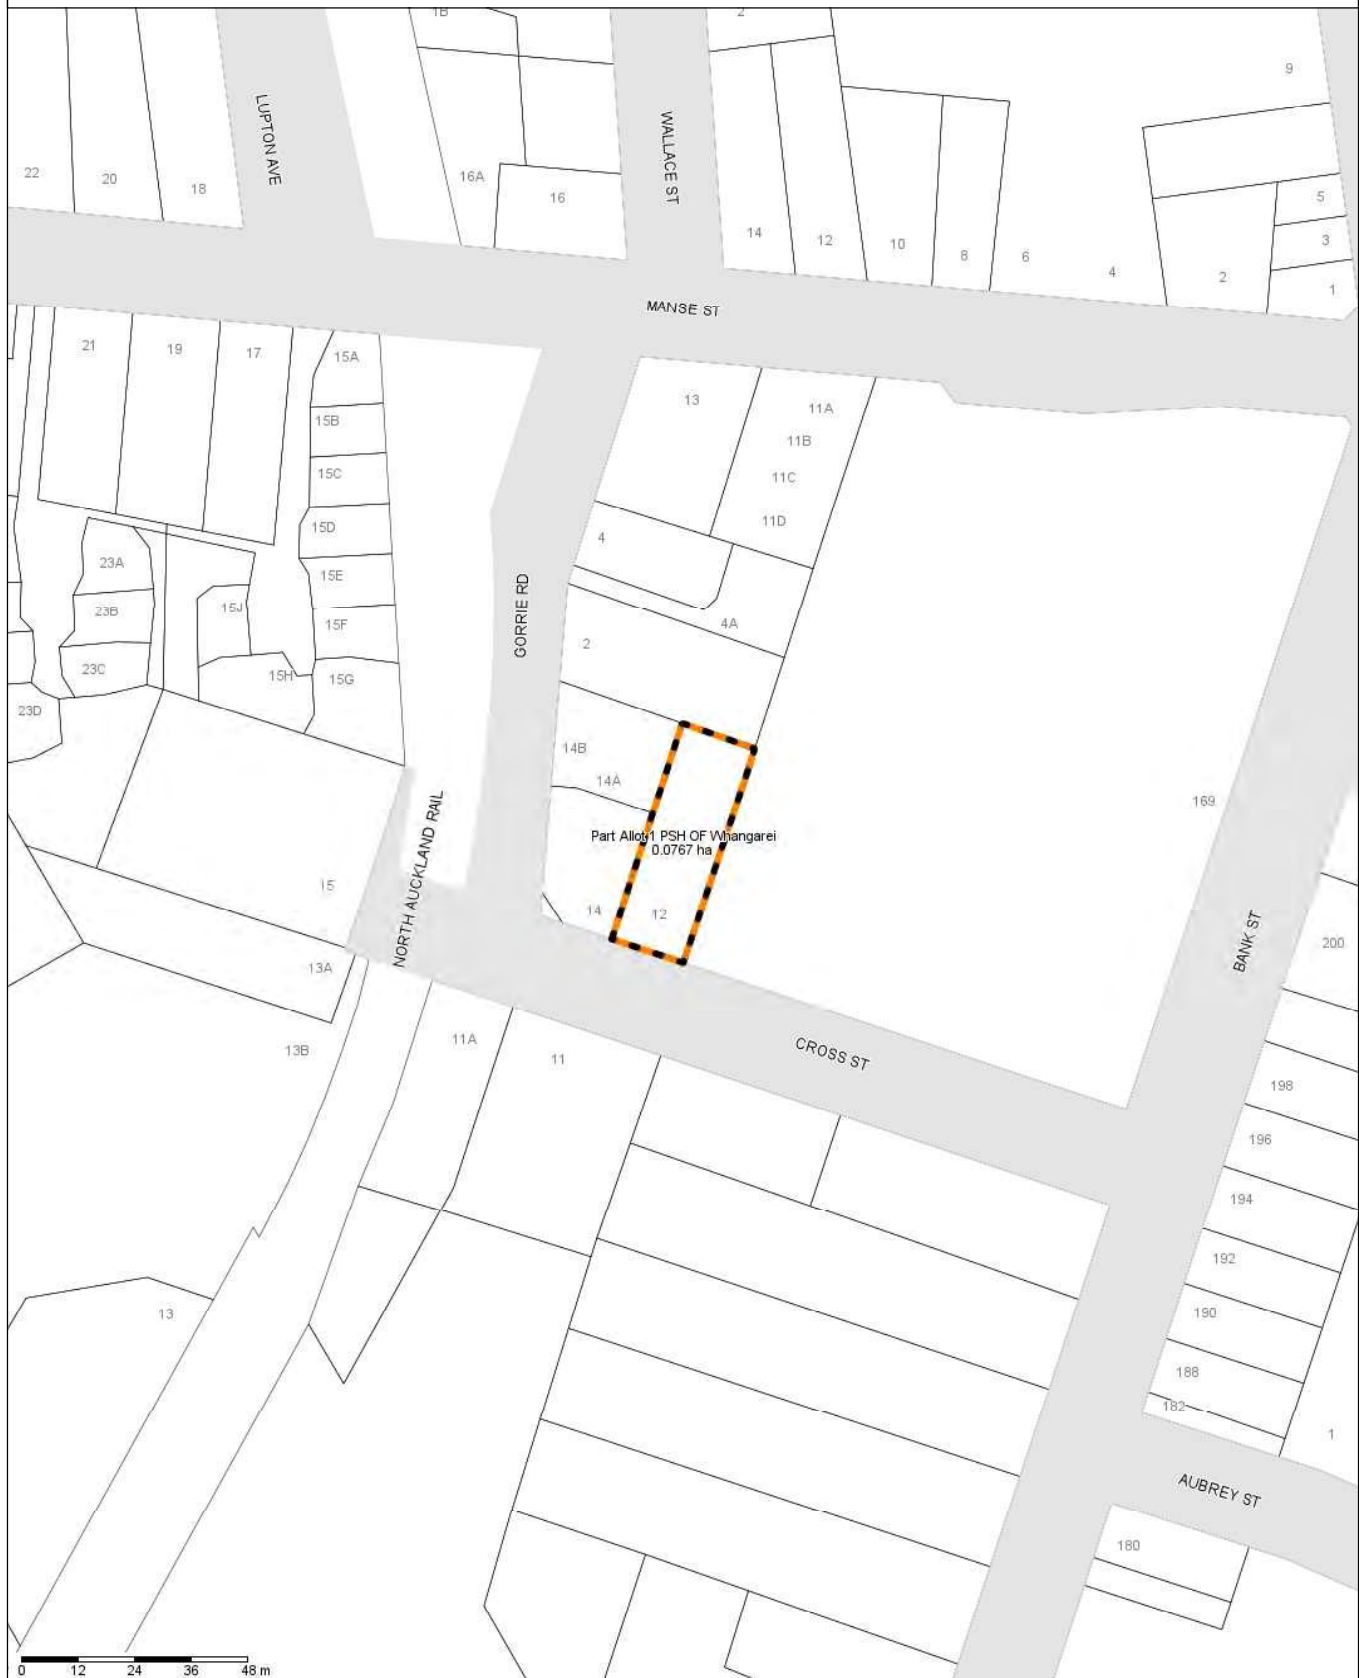 1B
2
9
LUPTON AVE
WALLACE ST
22
20
18
16A
16
14
12
10
8
6
4
2
5
3
1
MANSE ST
21
19
17
15A
15B
15C
15D
15E
15F
15G
15H
15J
23A
23B
23C
23D
GORRIE RD
13
11A
11B
11C
11D
4
4A
2
14B
14A
Part Allot 1 PSH OF Whangarei
0.0767 ha
14
12
169
NORTH AUCKLAND RAIL
15
13A
13B
11A
11
CROSS ST
BANK ST
200
198
196
194
192
190
188
182
1
13
AUBREY ST
180
0 12 24 36 48 m